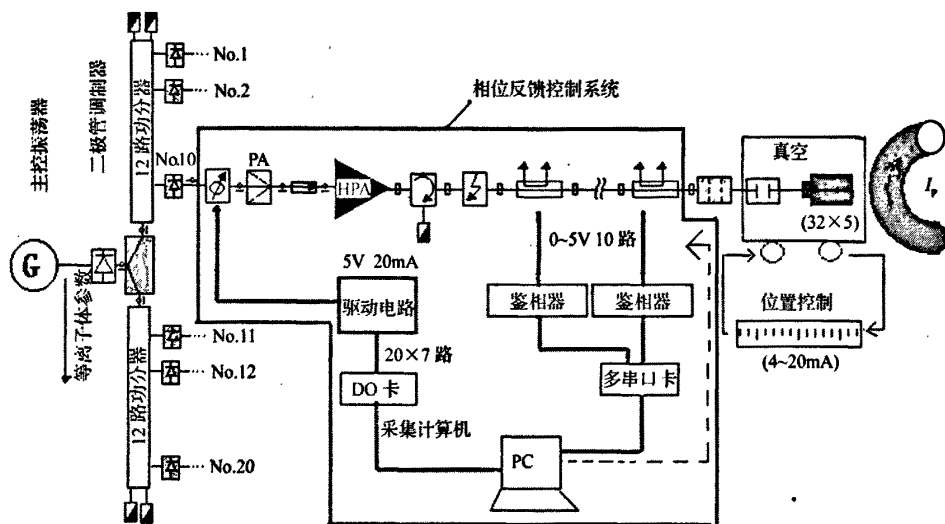 主控振荡器
二极管调制器
12路功分器
No.1
No.2
No.10
相位反馈控制系统
PA
HPA
真空
(32×5)
I_p
G
等离子体参数
5V 20mA
驱动电路
20×7 路
DO 卡
采集计算机
PC
0~5V 10 路
鉴相器
鉴相器
多串口卡
位置控制
(4~20mA)
12路功分器
No.11
No.12
No.20